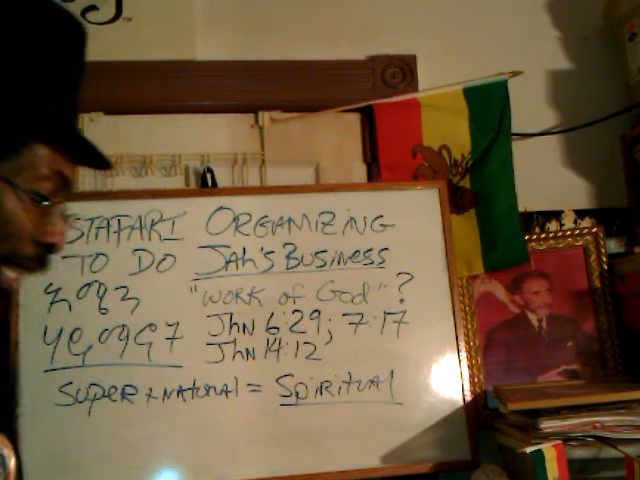 STAFARI ORGANIZING
TO DO JAH'S BUSINESS
"WORK of GOD"?
Jhn 6:29; 7:17
Jhn 14:12
SUPER + NATURAL = SPIRITUAL